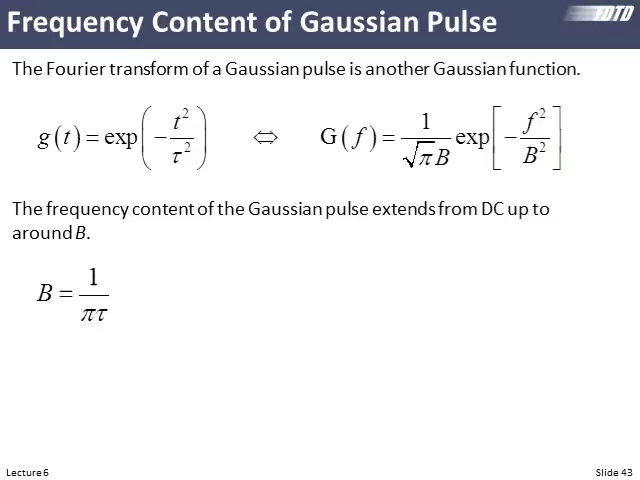 Frequency Content of Gaussian Pulse
FDTD
The Fourier transform of a Gaussian pulse is another Gaussian function.
g(t) = exp(−t²/τ²) ⇔ G(f) = 1/(√π B) exp[−f²/B²]
The frequency content of the Gaussian pulse extends from DC up to
around B.
B = 1/(πτ)
Lecture 6
Slide 43